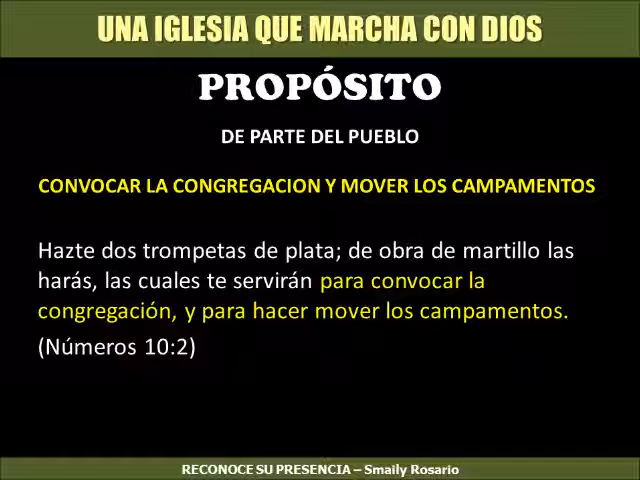 UNA IGLESIA QUE MARCHA CON DIOS
PROPÓSITO
DE PARTE DEL PUEBLO
CONVOCAR LA CONGREGACION Y MOVER LOS CAMPAMENTOS
Hazte dos trompetas de plata; de obra de martillo las
harás, las cuales te servirán para convocar la
congregación, y para hacer mover los campamentos.
(Números 10:2)
RECONOCE SU PRESENCIA – Smaily Rosario